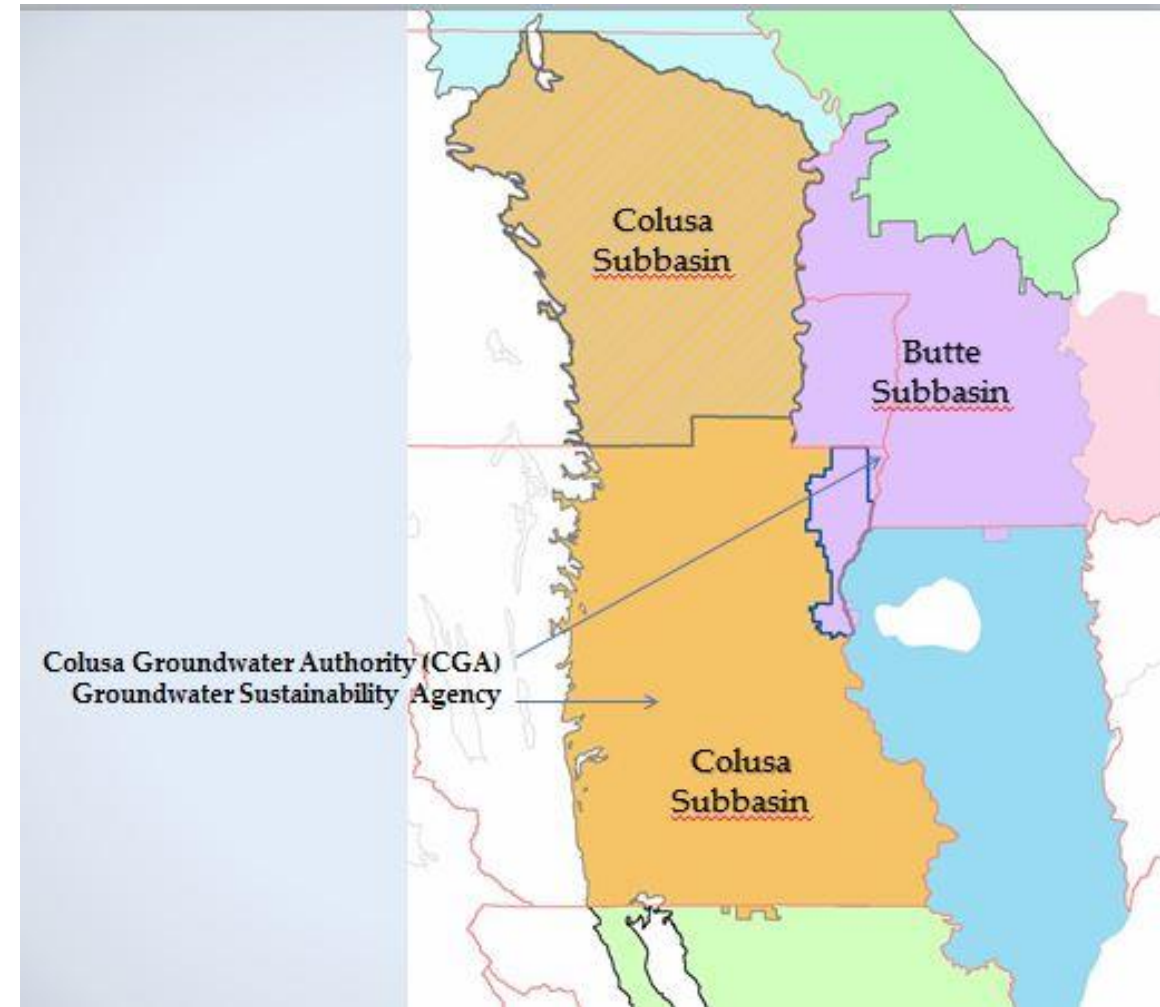 Colusa
Subbasin
Butte
Subbasin
Colusa Groundwater Authority (CGA)
Groundwater Sustainability Agency
Colusa
Subbasin